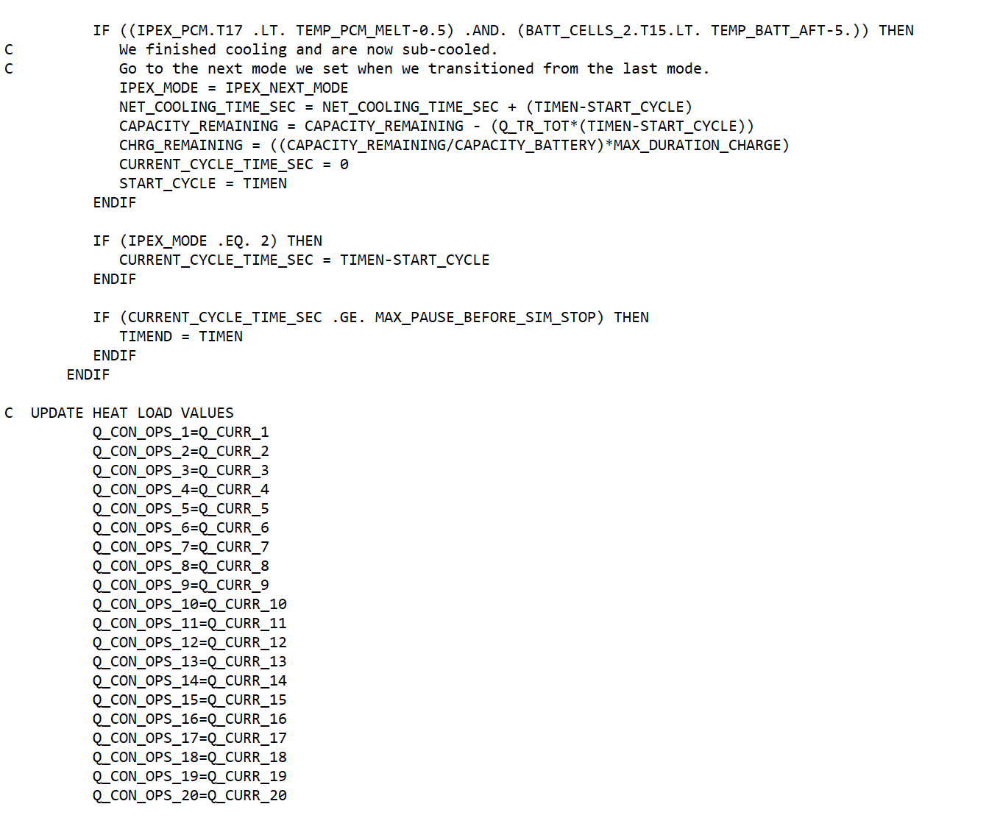 IF ((IPEX_PCM.T17 .LT. TEMP_PCM_MELT-0.5) .AND. (BATT_CELLS_2.T15.LT. TEMP_BATT_AFT-5.)) THEN
C            We finished cooling and are now sub-cooled.
C            Go to the next mode we set when we transitioned from the last mode.
             IPEX_MODE = IPEX_NEXT_MODE
             NET_COOLING_TIME_SEC = NET_COOLING_TIME_SEC + (TIMEN-START_CYCLE)
             CAPACITY_REMAINING = CAPACITY_REMAINING - (Q_TR_TOT*(TIMEN-START_CYCLE))
             CHRG_REMAINING = ((CAPACITY_REMAINING/CAPACITY_BATTERY)*MAX_DURATION_CHARGE)
             CURRENT_CYCLE_TIME_SEC = 0
             START_CYCLE = TIMEN
          ENDIF

          IF (IPEX_MODE .EQ. 2) THEN
             CURRENT_CYCLE_TIME_SEC = TIMEN-START_CYCLE
          ENDIF

          IF (CURRENT_CYCLE_TIME_SEC .GE. MAX_PAUSE_BEFORE_SIM_STOP) THEN
             TIMEND = TIMEN
          ENDIF
       ENDIF

C  UPDATE HEAT LOAD VALUES
          Q_CON_OPS_1=Q_CURR_1
          Q_CON_OPS_2=Q_CURR_2
          Q_CON_OPS_3=Q_CURR_3
          Q_CON_OPS_4=Q_CURR_4
          Q_CON_OPS_5=Q_CURR_5
          Q_CON_OPS_6=Q_CURR_6
          Q_CON_OPS_7=Q_CURR_7
          Q_CON_OPS_8=Q_CURR_8
          Q_CON_OPS_9=Q_CURR_9
          Q_CON_OPS_10=Q_CURR_10
          Q_CON_OPS_11=Q_CURR_11
          Q_CON_OPS_12=Q_CURR_12
          Q_CON_OPS_13=Q_CURR_13
          Q_CON_OPS_14=Q_CURR_14
          Q_CON_OPS_15=Q_CURR_15
          Q_CON_OPS_16=Q_CURR_16
          Q_CON_OPS_17=Q_CURR_17
          Q_CON_OPS_18=Q_CURR_18
          Q_CON_OPS_19=Q_CURR_19
          Q_CON_OPS_20=Q_CURR_20